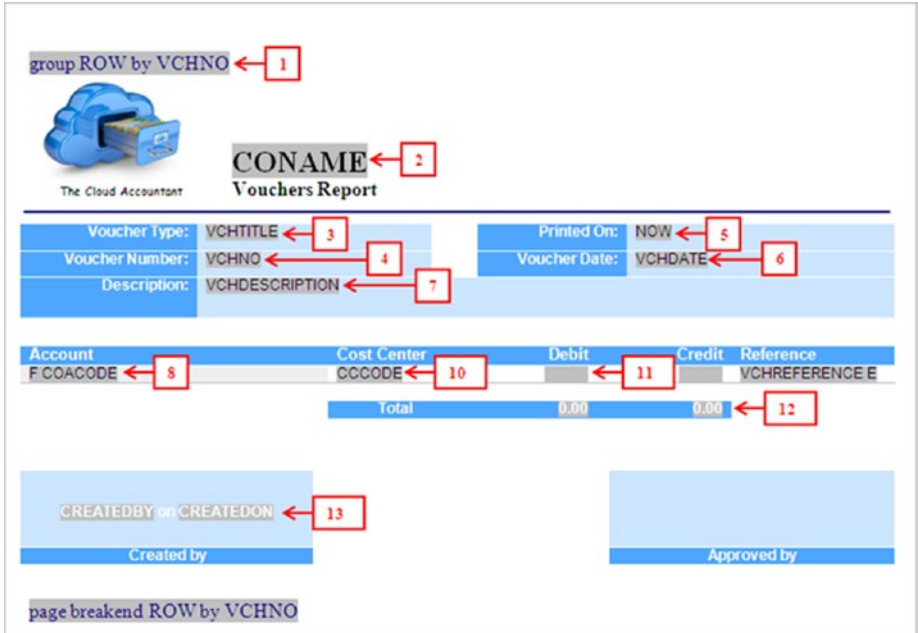 group ROW by VCHNO 1
The Cloud Accountant
CONAME 2
Vouchers Report
Voucher Type: VCHTITLE 3 Printed On: NOW 5
Voucher Number: VCHNO 4 Voucher Date: VCHDATE 6
Description: VCHDESCRIPTION 7
Account Cost Center Debit Credit Reference
F COACODE 8 CCCODE 10 11 VCHREFERENCE E
Total 0.00 0.00 12
CREATEDBY on CREATEDON 13
Created by Approved by
page breakend ROW by VCHNO